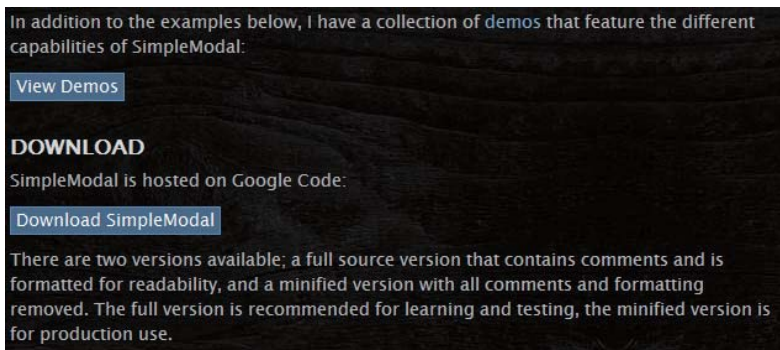 In addition to the examples below, I have a collection of demos that feature the different
capabilities of SimpleModal:
View Demos
DOWNLOAD
SimpleModal is hosted on Google Code:
Download SimpleModal
There are two versions available; a full source version that contains comments and is
formatted for readability, and a minified version with all comments and formatting
removed. The full version is recommended for learning and testing, the minified version is
for production use.